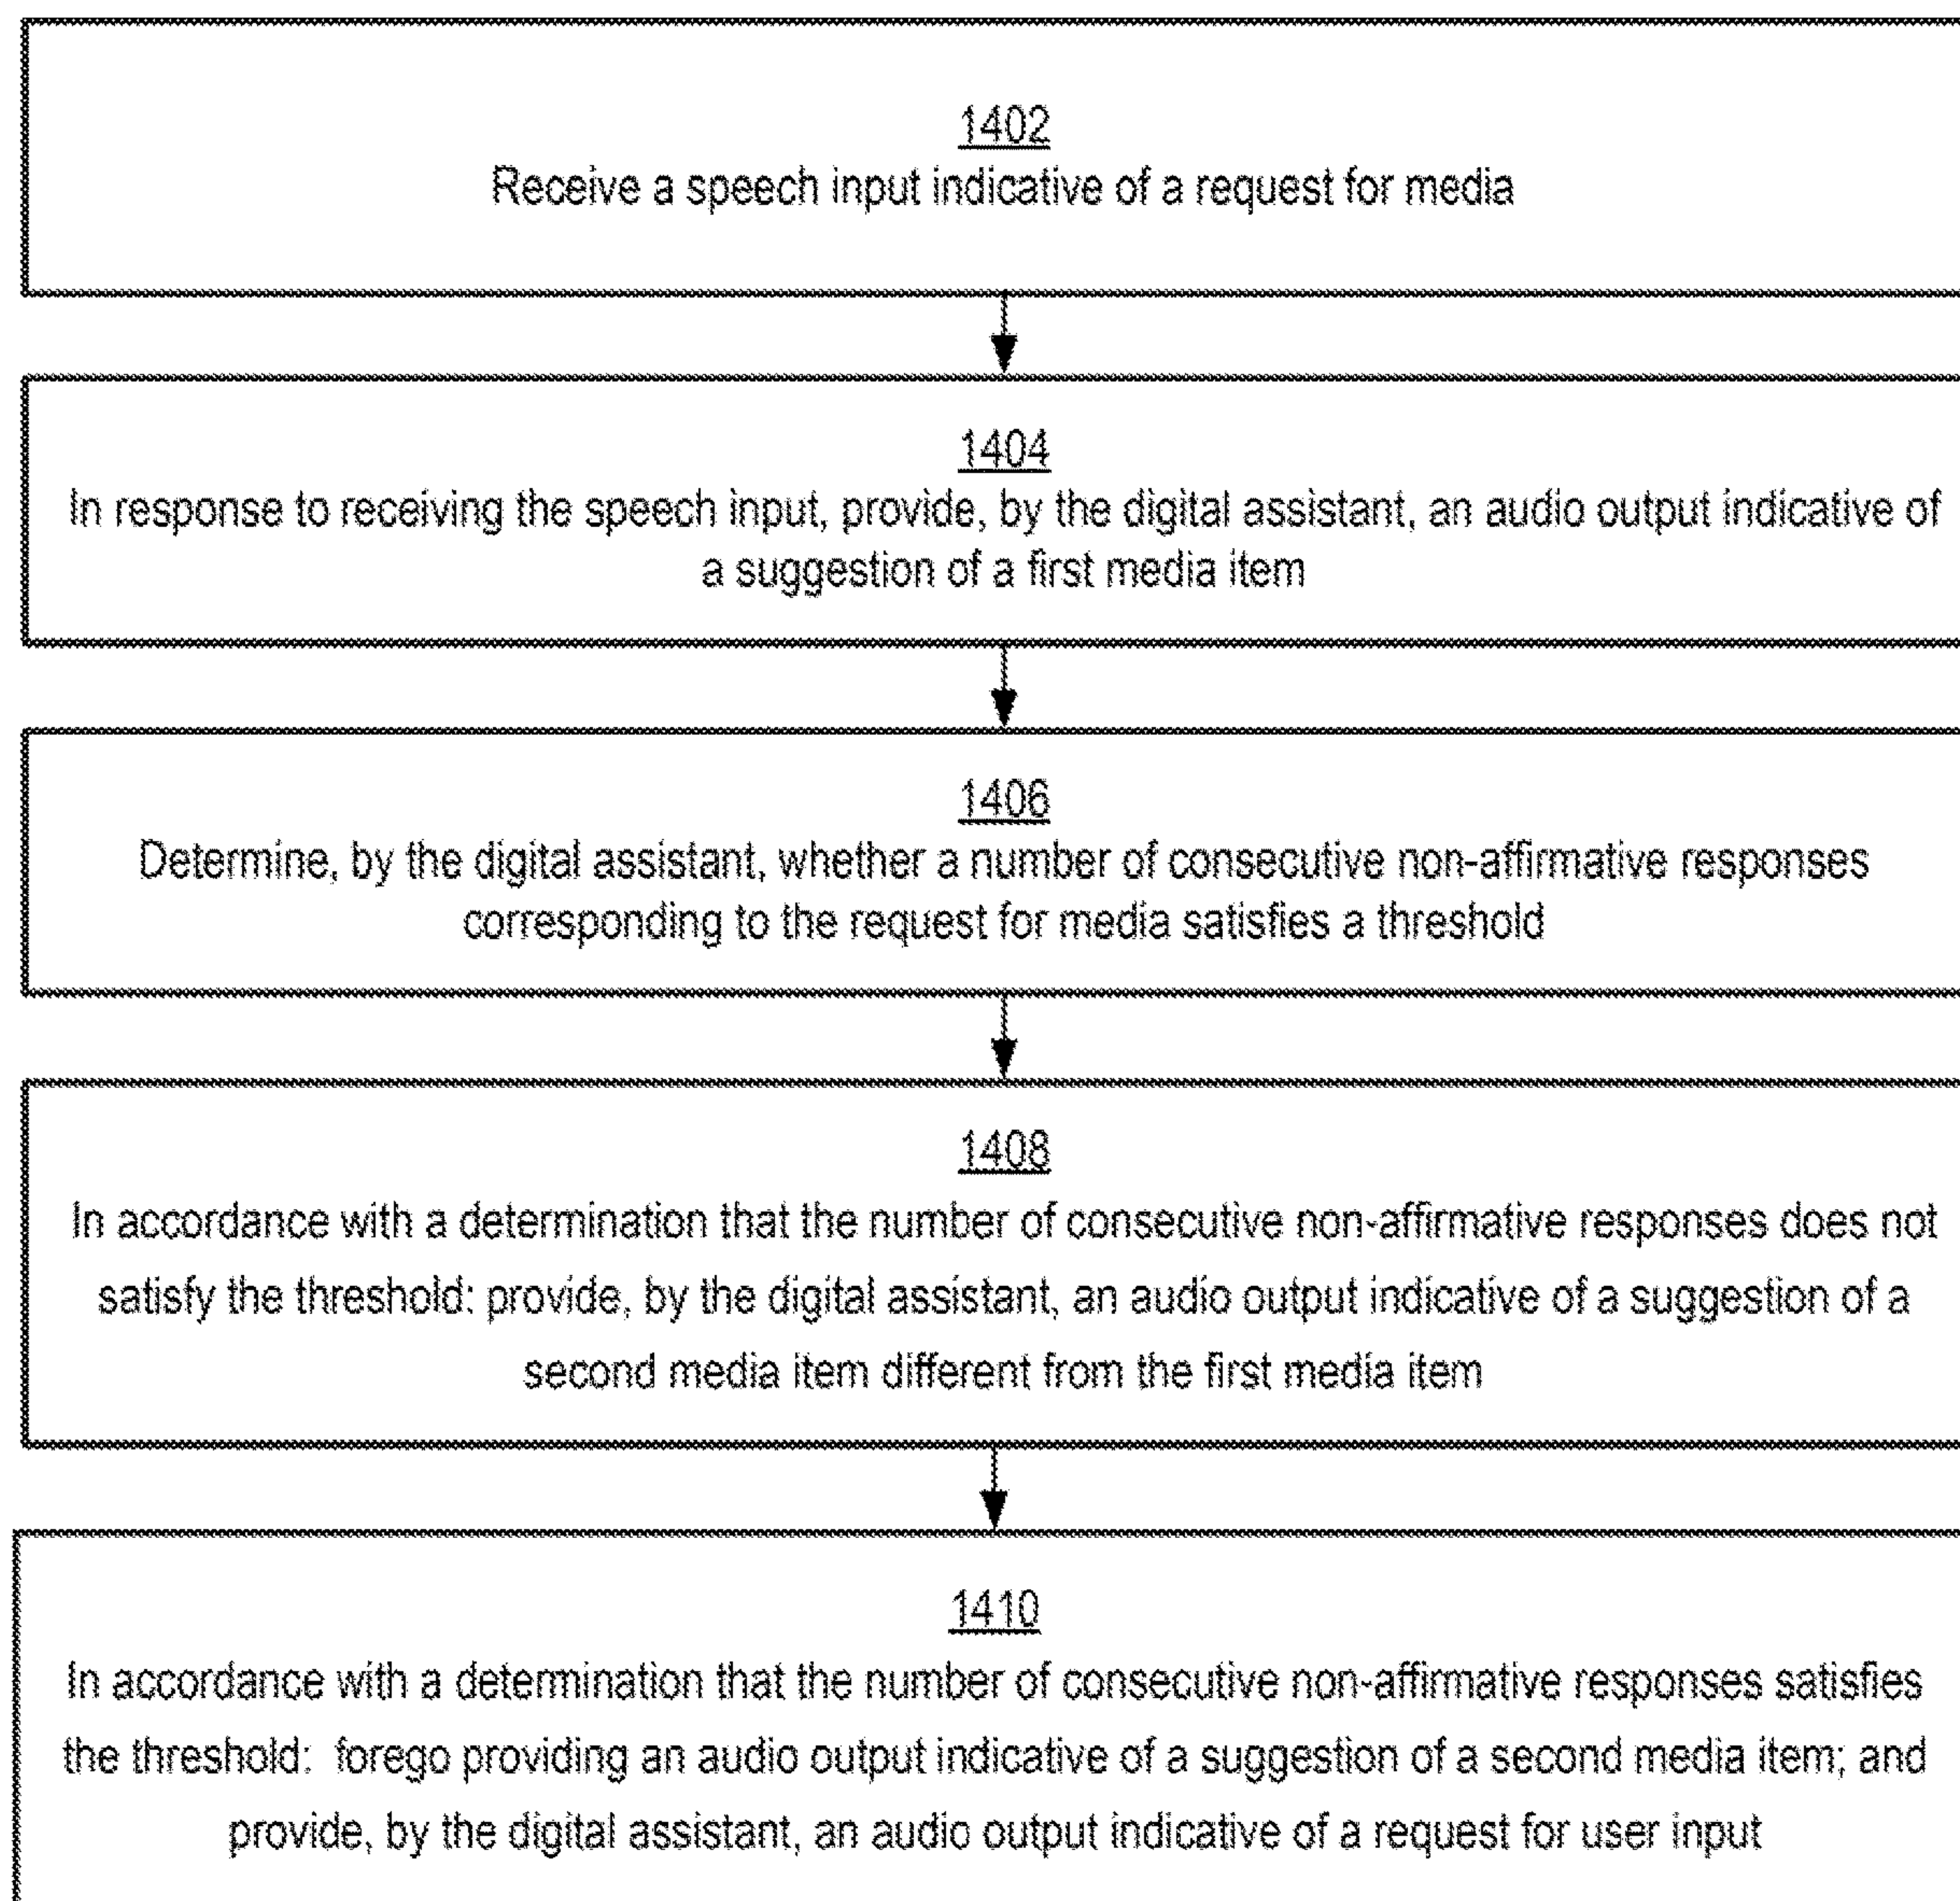 1402
Receive a speech input indicative of a request for media
1404
In response to receiving the speech input, provide, by the digital assistant, an audio output indicative of
a suggestion of a first media item
1406
Determine, by the digital assistant, whether a number of consecutive non-affirmative responses
corresponding to the request for media satisfies a threshold
1408
In accordance with a determination that the number of consecutive non-affirmative responses does not
satisfy the threshold: provide, by the digital assistant, an audio output indicative of a suggestion of a
second media item different from the first media item
1410
In accordance with a determination that the number of consecutive non-affirmative responses satisfies
the threshold: forego providing an audio output indicative of a suggestion of a second media item; and
provide, by the digital assistant, an audio output indicative of a request for user input